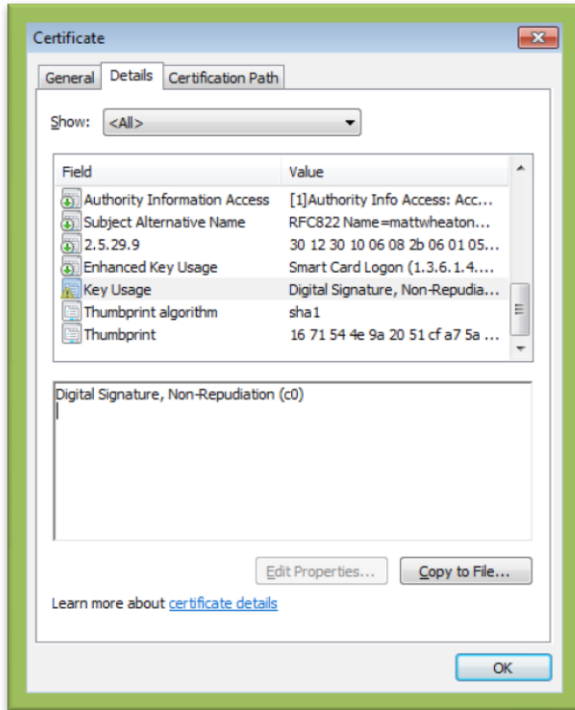 Certificate
General Details Certification Path
Show: <All>
Field Value
Authority Information Access [1]Authority Info Access: Acc...
Subject Alternative Name RFC822 Name=mattwheaton...
2.5.29.9 30 12 30 10 06 08 2b 06 01 05...
Enhanced Key Usage Smart Card Logon (1.3.6.1.4....
Key Usage Digital Signature, Non-Repudia...
Thumbprint algorithm sha1
Thumbprint 16 71 54 4e 9a 20 51 cf a7 5a ...
Digital Signature, Non-Repudiation (c0)
Edit Properties... Copy to File...
Learn more about certificate details
OK